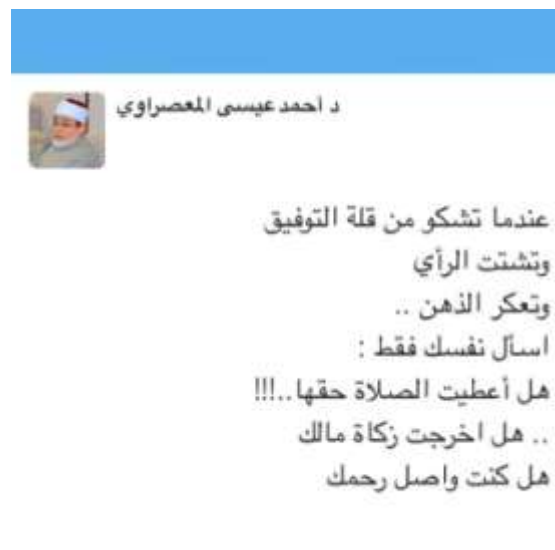 د أحمد عيسى المعصراوي
عندما تشكو من قلة التوفيق
وتشتت الرأي
وتعكر الذهن ..
اسأل نفسك فقط :
هل أعطيت الصلاة حقها..!!!
.. هل اخرجت زكاة مالك
هل كنت واصل رحمك